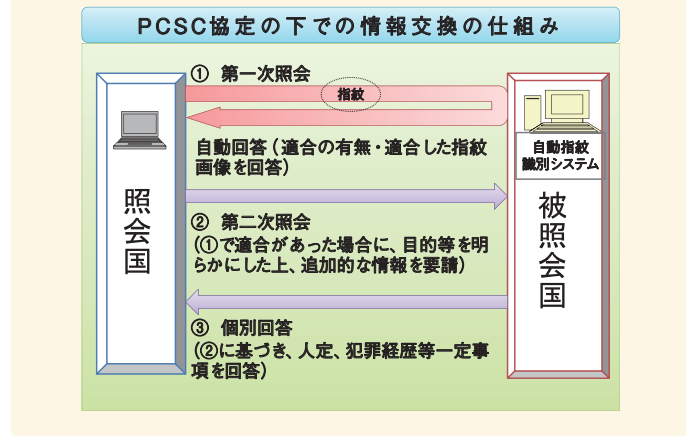 PCSC協定の下での情報交換の仕組み
① 第一次照会
指紋
自動回答（適合の有無・適合した指紋
画像を回答）
自動指紋
識別システム
照会国
被照会国
② 第二次照会
（①で適合があった場合に、目的等を明
らかにした上、追加的な情報を要請）
③ 個別回答
（②に基づき、人定、犯罪経歴等一定事
項を回答）